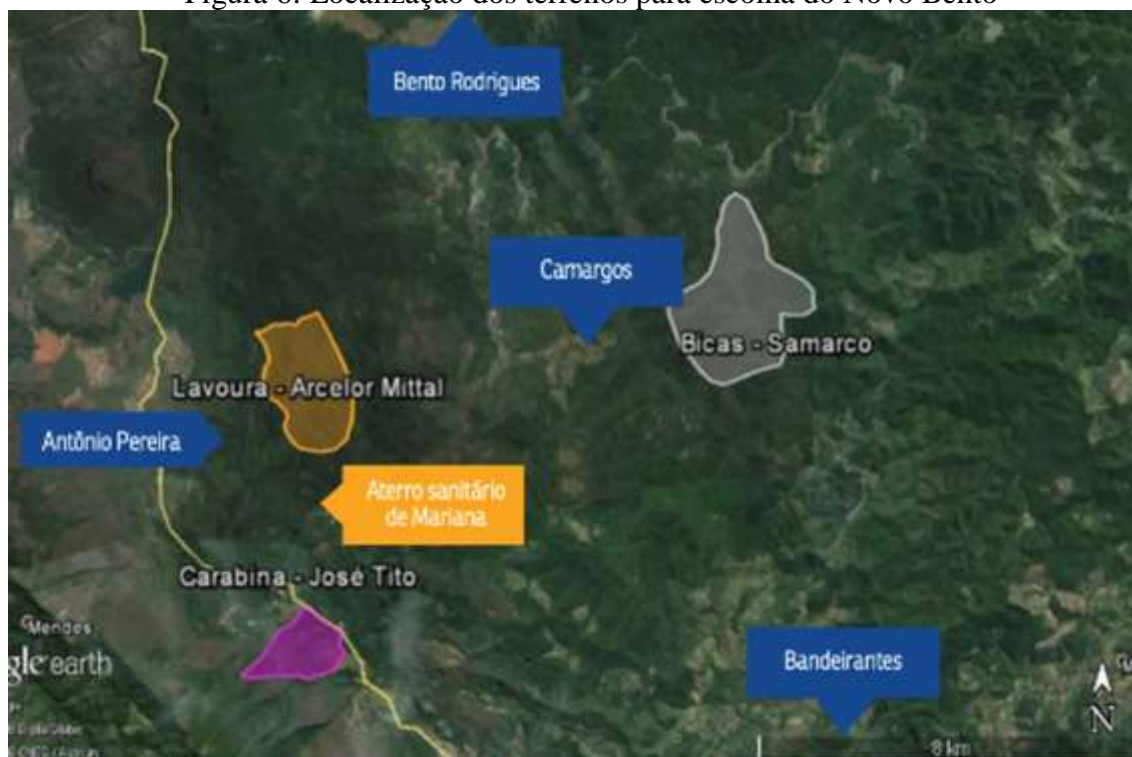 Figura 6: Localização dos terrenos para escolha do Novo Bento
Bento Rodrigues
Camargos
Bicas - Samarco
Lavoura - Arcelor Mittal
Antônio Pereira
Aterro sanitário
de Mariana
Carabina - José Tito
Mendes
gle earth
Bandeirantes
N
8 km